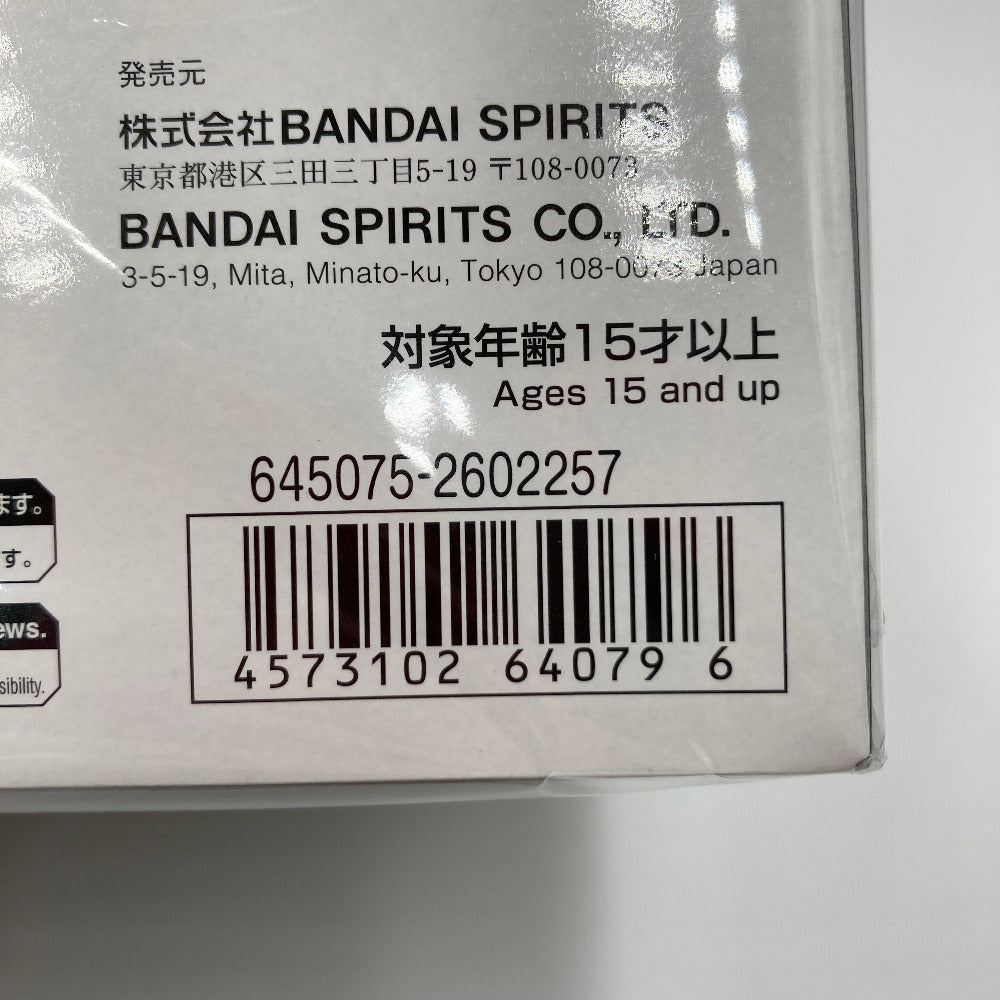 発売元
株式会社BANDAI SPIRITS
東京都港区三田三丁目5-19 〒108-0073
BANDAI SPIRITS CO., LTD.
3-5-19, Mita, Minato-ku, Tokyo 108-0073 Japan
対象年齢15才以上
Ages 15 and up
645075-2602257
ます。
す。
ews.
sibility.
4573102 64079 6